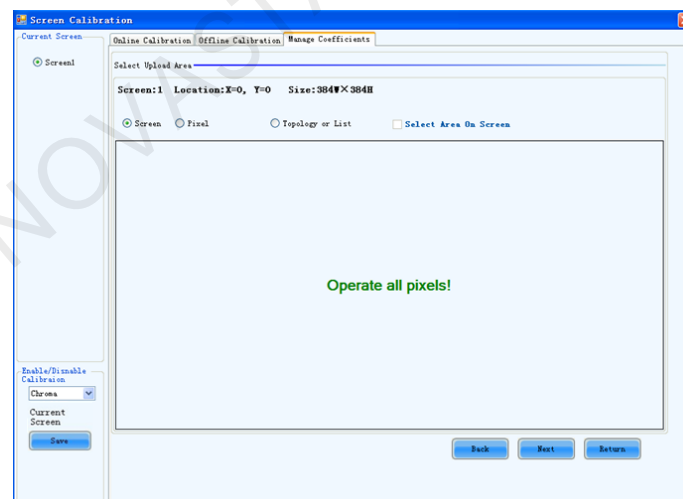 Screen Calibration
Current Screen
Screen1
Online Calibration Offline Calibration Manage Coefficients
Select Upload Area
Screen:1 Location:X=0, Y=0 Size:384W×384H
Screen Pixel Topology or List Select Area On Screen
Operate all pixels!
Enable/Disnable
Calibraion
Chroma
Current
Screen
Save
Back Next Return
NOVASTA